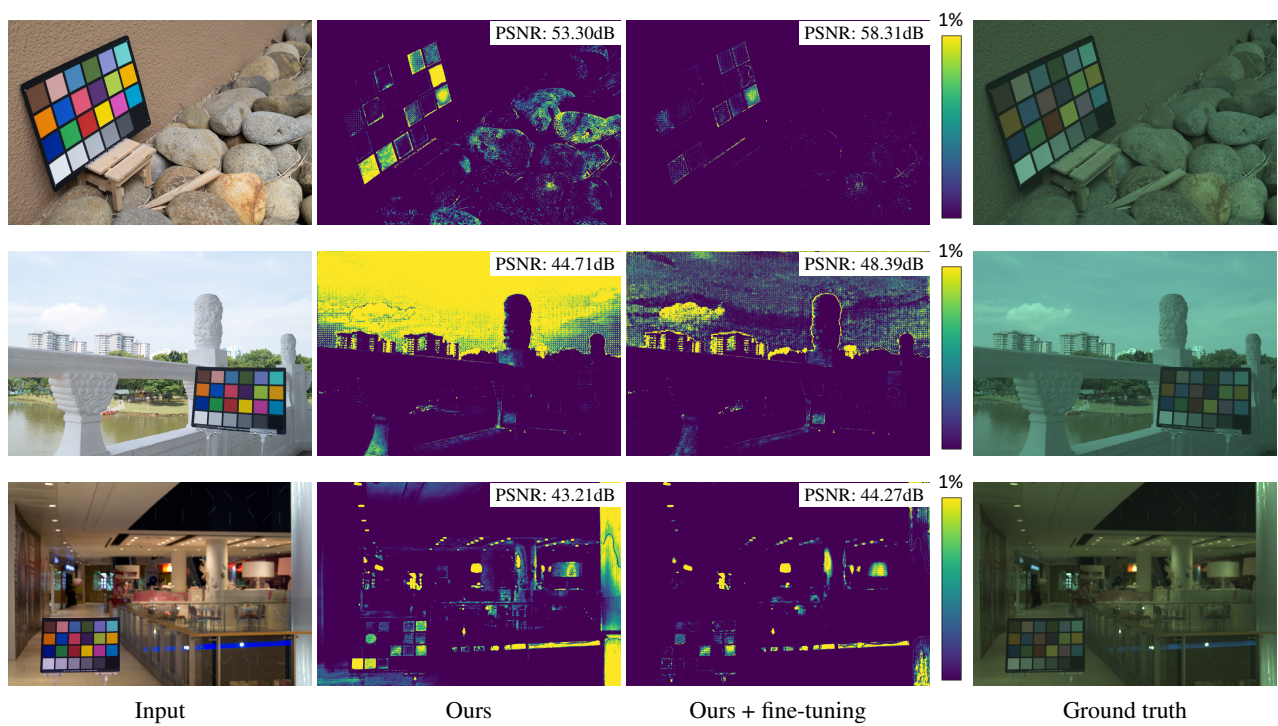 PSNR: 53.30dB
PSNR: 58.31dB
1%
PSNR: 44.71dB
PSNR: 48.39dB
1%
PSNR: 43.21dB
PSNR: 44.27dB
1%
Input
Ours
Ours + fine-tuning
Ground truth